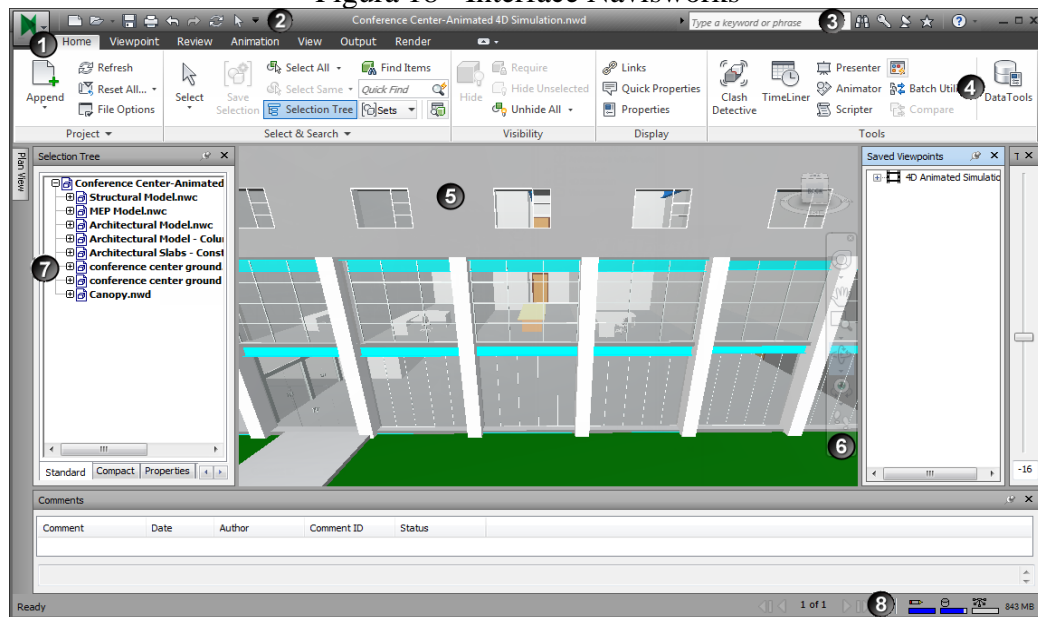 Figura 18 - Interface Navisworks
2
Conference Center-Animated 4D Simulation.nwd
Type a keyword or phrase
3
1
Home Viewpoint Review Animation View Output Render
Append
Refresh
Reset All...
File Options
Project
Select
Save Selection
Select All
Select Same
Selection Tree
Find Items
Quick Find
Sets
Select & Search
Hide
Require
Hide Unselected
Unhide All
Visibility
Links
Quick Properties
Properties
Display
Clash Detective
TimeLiner
Presenter
Animator
Scripter
Batch Utili
Compare
4
DataTools
Tools
Plan View
Selection Tree
Conference Center-Animated
Structural Model.nwc
MEP Model.nwc
Architectural Model.nwc
Architectural Model - Colu
Architectural Slabs - Const
conference center ground
conference center ground
Canopy.nwd
7
Standard Compact Properties
5
6
Saved Viewpoints
4D Animated Simulatio
T
-16
Comments
Comment Date Author Comment ID Status
Ready
1 of 1
8
843 MB